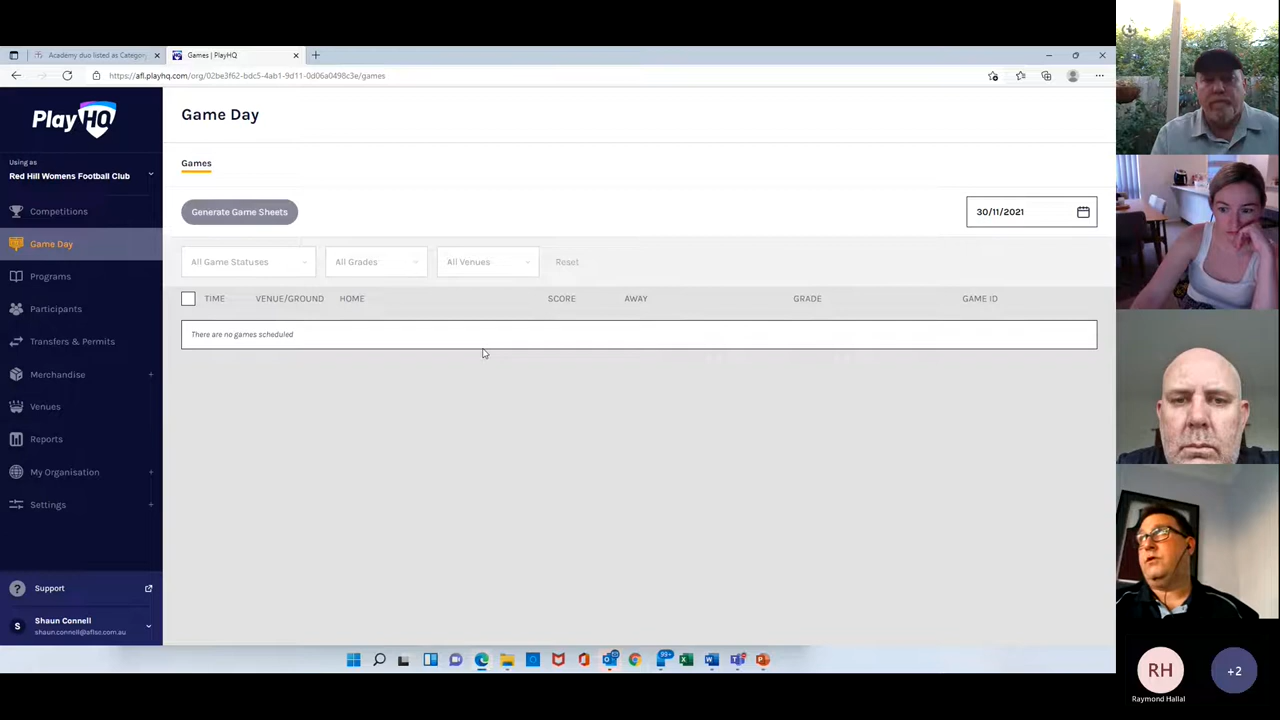 Academy duo listed as Category
Games | PlayHQ
https://afl.playhq.com/org/02be3f62-bdc5-4ab1-9d11-0d06a0498c3e/games
PlayHQ
Using as
Red Hill Womens Football Club
Competitions
Game Day
Programs
Participants
Transfers & Permits
Merchandise
Venues
Reports
My Organisation
Settings
Support
S
Shaun Connell
shaun.connell@aflsc.com.au
Game Day
Games
Generate Game Sheets
30/11/2021
All Game Statuses
All Grades
All Venues
Reset
TIME VENUE/GROUND HOME SCORE AWAY GRADE GAME ID
There are no games scheduled
99+
RH
Raymond Hallal
+2